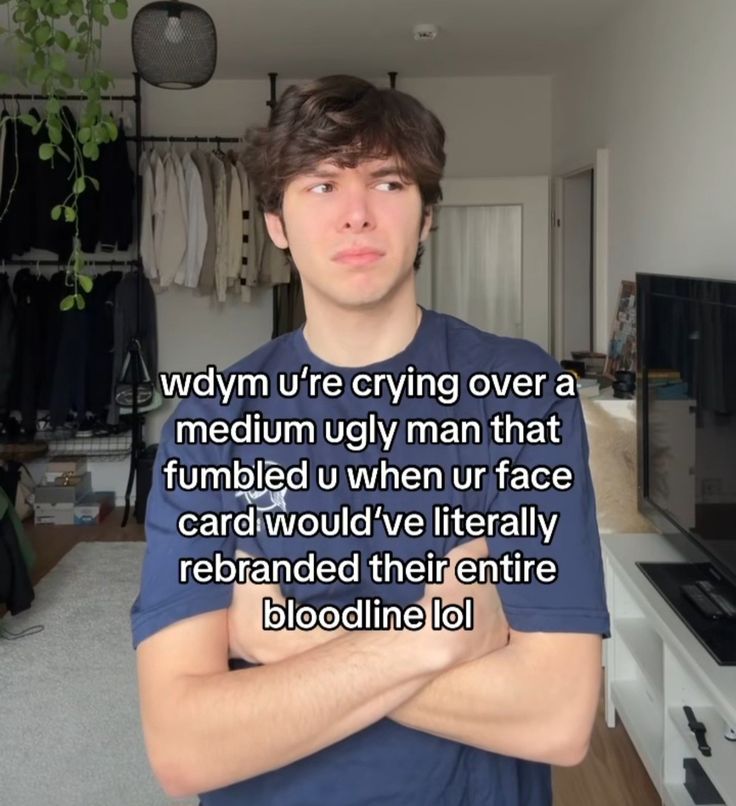 wdym u're crying over a
medium ugly man that
fumbled u when ur face
card would've literally
rebranded their entire
bloodline lol